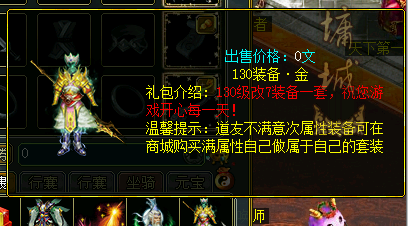 者
墉城
天下第一
出售价格：0文
130装备·金
礼包介绍：130级改7装备一套，祝您游
戏开心每一天！
温馨提示：道友不满意次属性装备可在
商城购买满属性自己做属于自己的套装
0
行囊
行囊
坐骑
元宝
师